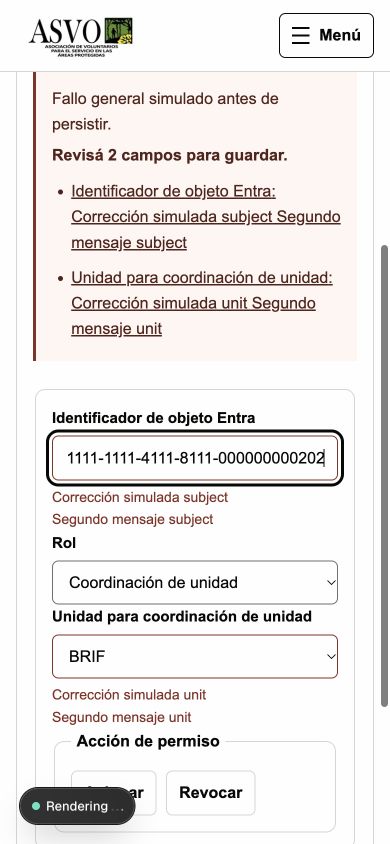 ASVO
ASOCIACIÓN DE VOLUNTARIOS
PARA EL SERVICIO EN LAS
ÁREAS PROTEGIDAS
Menú
Fallo general simulado antes de
persistir.
Revisá 2 campos para guardar.
Identificador de objeto Entra:
Corrección simulada subject Segundo
mensaje subject
Unidad para coordinación de unidad:
Corrección simulada unit Segundo
mensaje unit
Identificador de objeto Entra
1111-1111-4111-8111-000000000202
Corrección simulada subject
Segundo mensaje subject
Rol
Coordinación de unidad
Unidad para coordinación de unidad
BRIF
Corrección simulada unit
Segundo mensaje unit
Acción de permiso
Revocar
Rendering ...